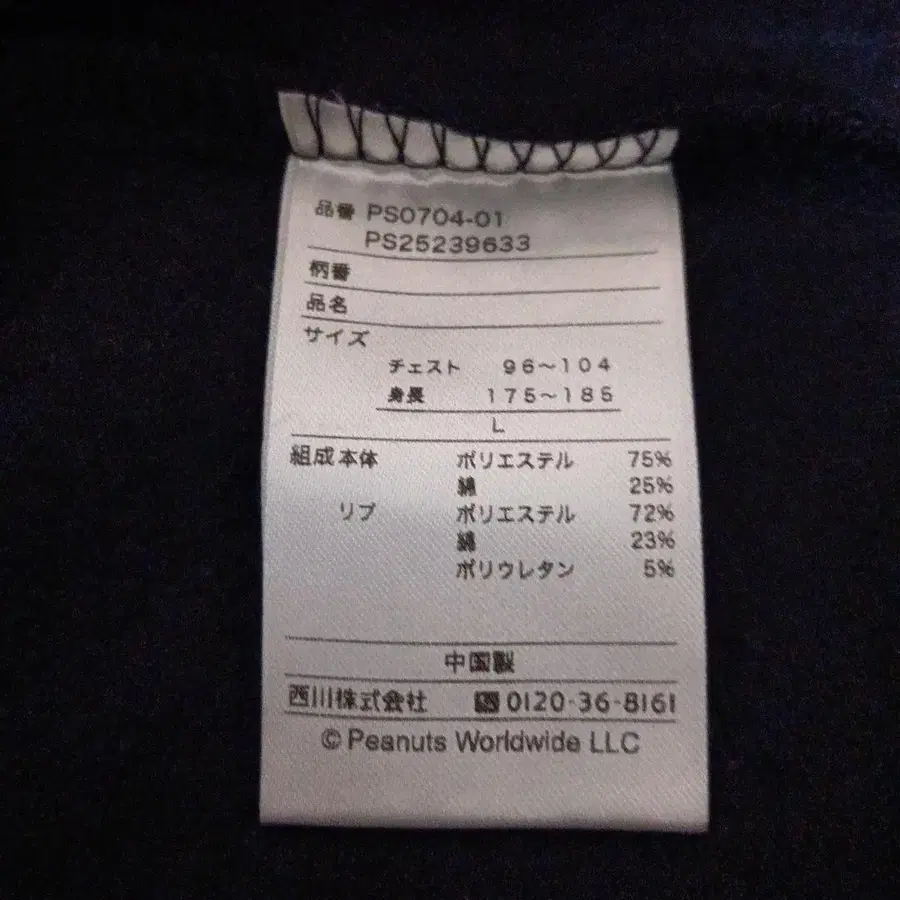 品番 PS0704-01
PS25239633
柄番
品名
サイズ
チェスト 96～104
身長 175～185
L
組成本体 ポリエステル 75%
綿 25%
リブ ポリエステル 72%
綿 23%
ポリウレタン 5%
中国製
西川株式会社 0120-36-8161
© Peanuts Worldwide LLC